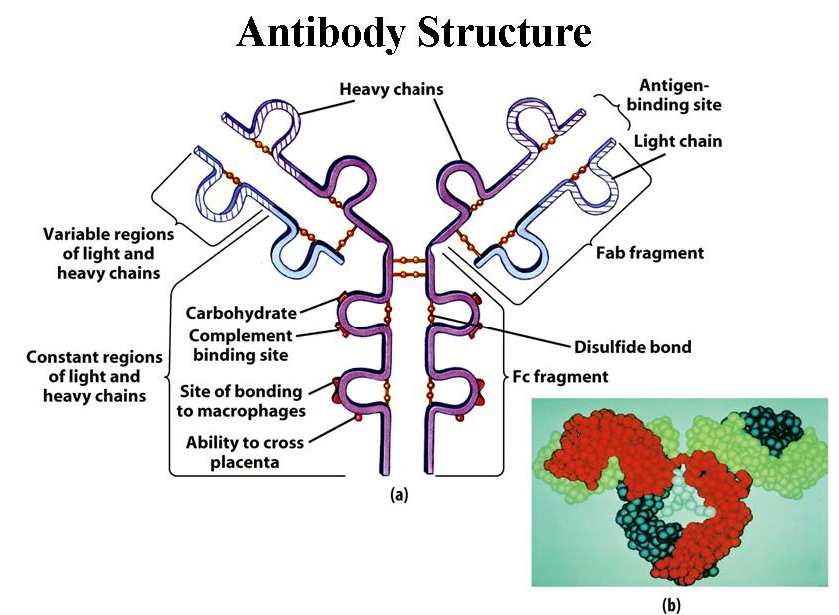 Antibody Structure
Heavy chains
Antigen-
binding site
Light chain
Variable regions
of light and
heavy chains
Fab fragment
Carbohydrate
Complement
binding site
Disulfide bond
Constant regions
of light and
heavy chains
Fc fragment
Site of bonding
to macrophages
Ability to cross
placenta
(a)
(b)